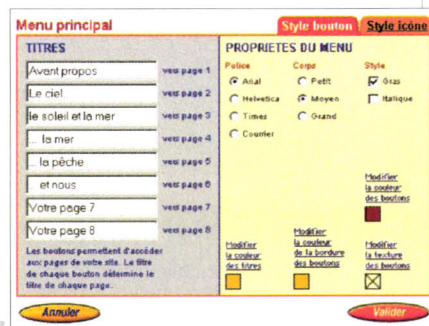 Menu principal
Style bouton
Style icône
TITRES
Avant propos vers page 1
Le ciel vers page 2
le soleil et la mer vers page 3
... la mer vers page 4
... la pêche vers page 5
... et nous vers page 6
Votre page 7 vers page 7
Votre page 8 vers page 8
Les boutons permettent d'accéder
aux pages de votre site. Le titre
de chaque bouton détermine le
titre de chaque page.
PROPRIETES DU MENU
Police Corps Style
Arial Petit Gras
Helvetica Moyen Italique
Times Grand
Courrier
Modifier
la couleur
des boutons
Modifier
la couleur
des titres
Modifier
la couleur
de la bordure
des boutons
Modifier
la texture
des boutons
Annuler
Valider